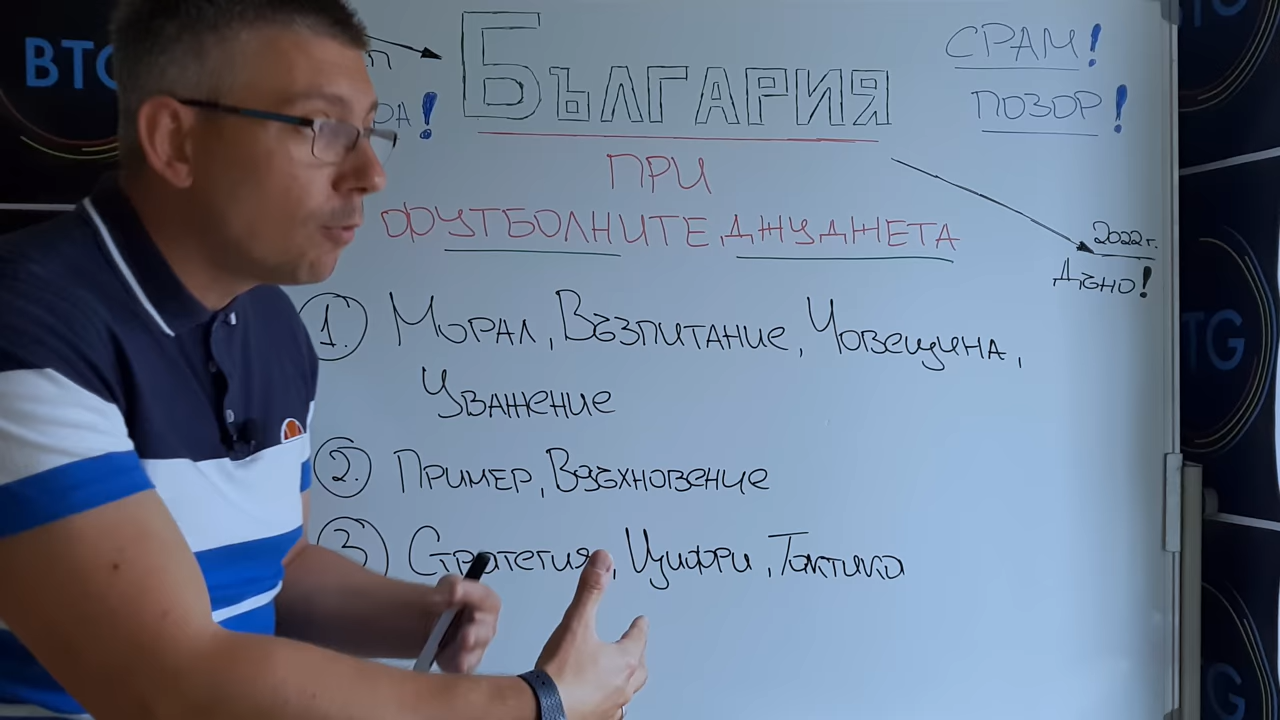 BTG
БЪЛГАРИЯ
СРАМ!
ПОЗОР!
ПРИ
ФУТБОЛНИТЕ ДЖУДЖЕТА
2022г.
ДЪНО!
1. МОРАЛ, ВЪЗПИТАНИЕ, ЧОВЕЩИНА,
УВАЖЕНИЕ
2. ПРИМЕР, ВДЪХНОВЕНИЕ
3. СТРАТЕГИЯ, ЦИФРИ, ТАКТИКА
TG